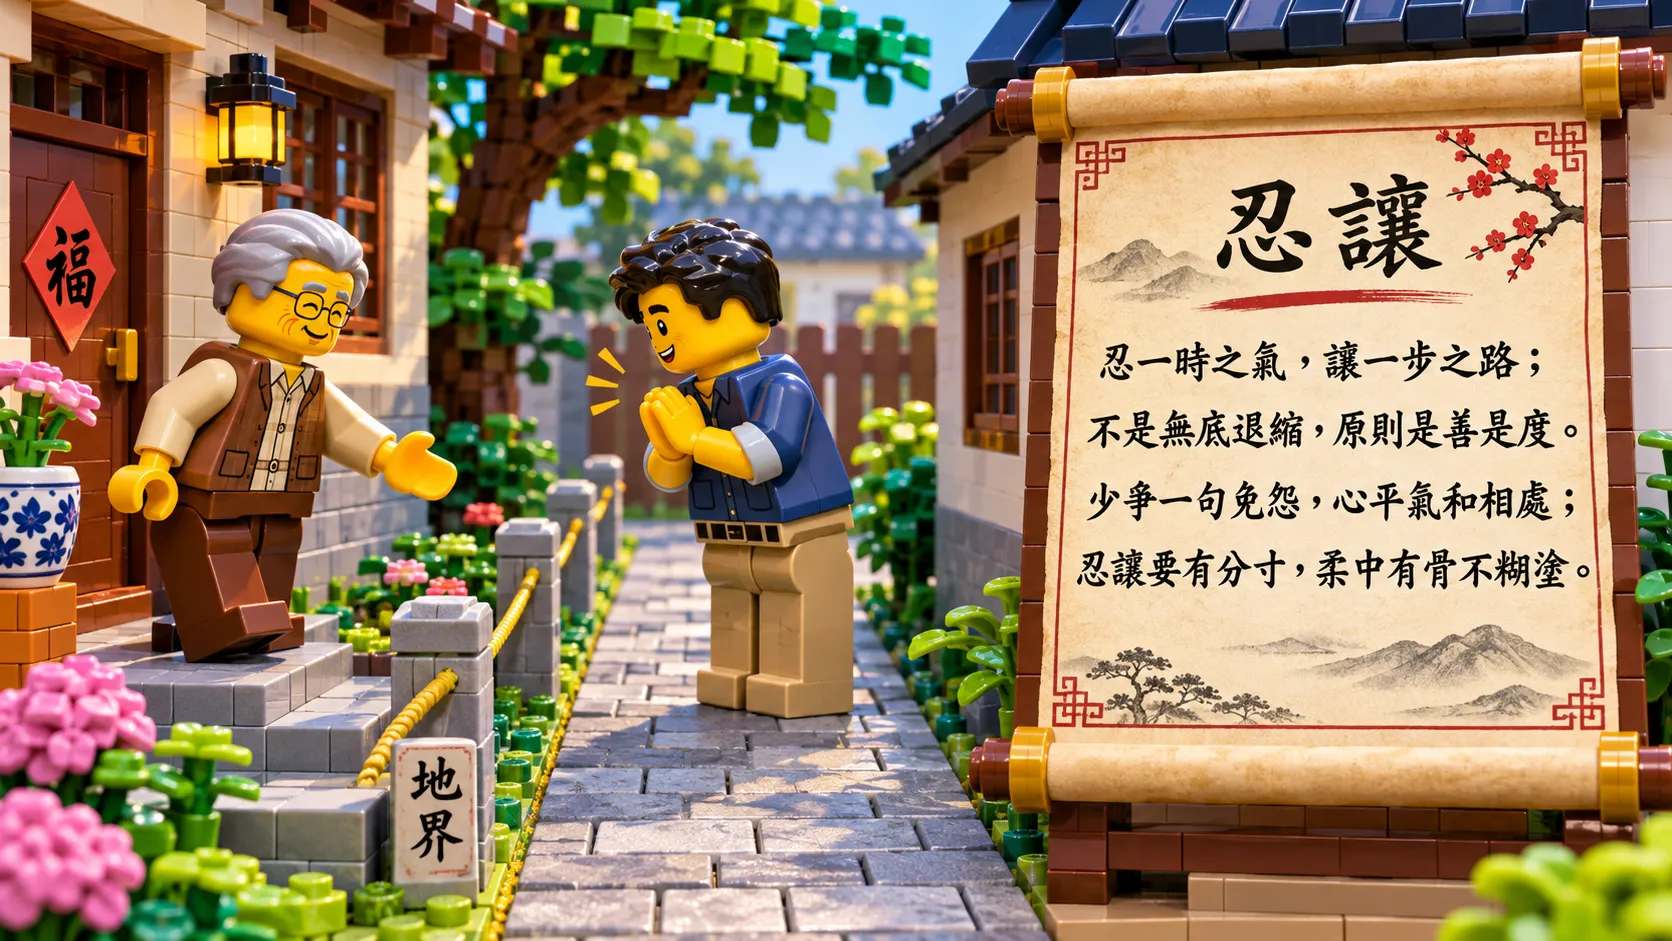 福
地界
忍讓
忍一時之氣，讓一步之路；
不是無底退縮，原則是善是度。
少爭一句免怨，心平氣和相處；
忍讓要有分寸，柔中有骨不糊塗。